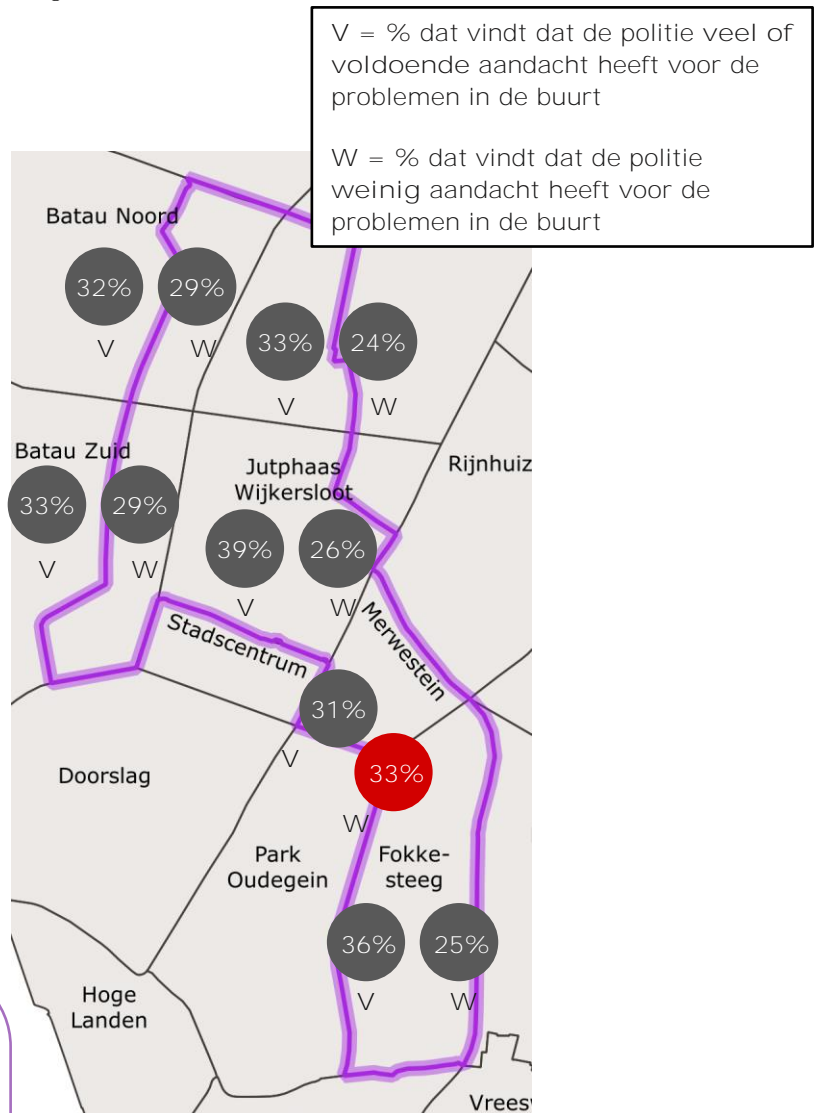 V = % dat vindt dat de politie veel of
voldoende aandacht heeft voor de
problemen in de buurt
W = % dat vindt dat de politie
weinig aandacht heeft voor de
problemen in de buurt
Batau Noord
32%
29%
V
W
33%
24%
V
W
Batau Zuid
33%
29%
V
W
Jutphaas
Wijkersloot
Rijnhuiz
39%
26%
V
W
Stadscentrum
Merwestein
31%
V
33%
W
Doorslag
Park
Oudegein
Fokke-
steeg
36%
25%
V
W
Hoge
Landen
Vrees